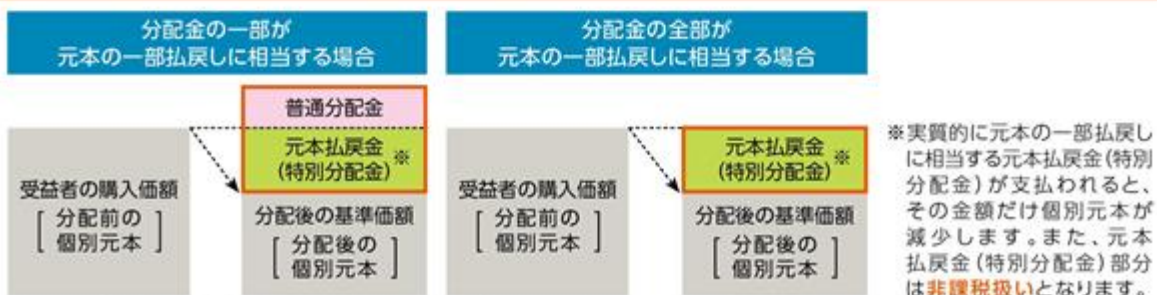 分配金の一部が
元本の一部払戻しに相当する場合
普通分配金
元本払戻金
(特別分配金)
※
受益者の購入価額
[ 分配前の
個別元本 ]
分配後の基準価額
[ 分配後の
個別元本 ]
分配金の全部が
元本の一部払戻しに相当する場合
元本払戻金
(特別分配金)
※
受益者の購入価額
[ 分配前の
個別元本 ]
分配後の基準価額
[ 分配後の
個別元本 ]
※実質的に元本の一部払戻し
に相当する元本払戻金(特別
分配金)が支払われると、
その金額だけ個別元本が
減少します。また、元本
払戻金(特別分配金)部分
は非課税扱いとなります。